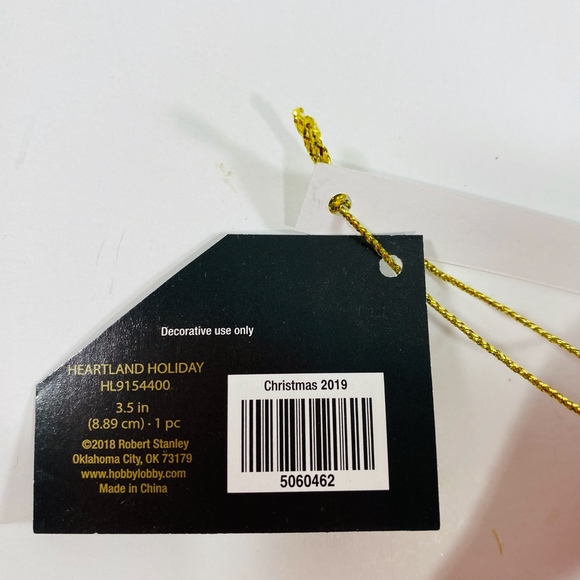 Decorative use only
HEARTLAND HOLIDAY
HL9154400
3.5 in
(8.89 cm) · 1 pc
©2018 Robert Stanley
Oklahoma City, OK 73179
www.hobbylobby.com
Made in China
Christmas 2019
5060462